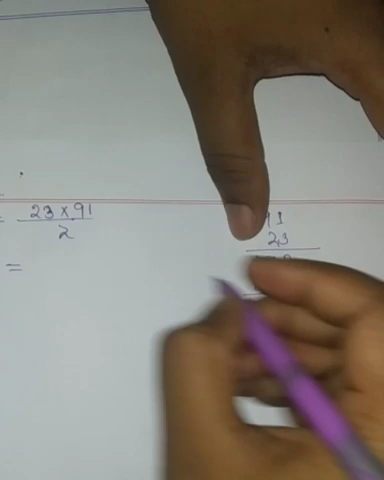 23 × 91
2
=
91
23